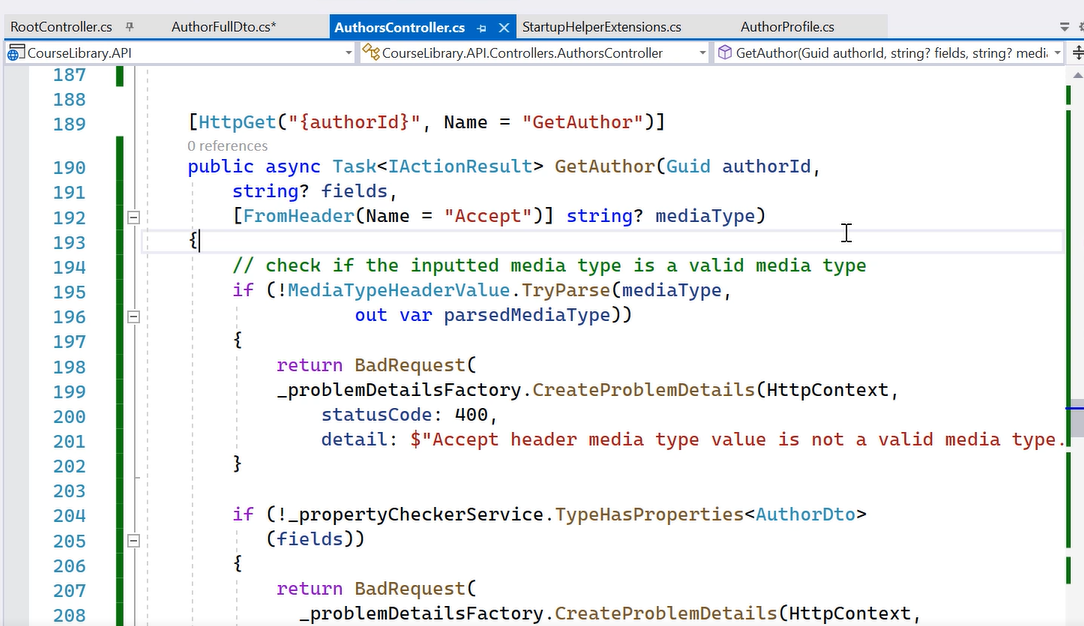 RootController.cs AuthorFullDto.cs* AuthorsController.cs StartupHelperExtensions.cs AuthorProfile.cs
CourseLibrary.API CourseLibrary.API.Controllers.AuthorsController GetAuthor(Guid authorId, string? fields, string? media
187
188
189 [HttpGet("{authorId}", Name = "GetAuthor")]
0 references
190 public async Task<IActionResult> GetAuthor(Guid authorId,
191 string? fields,
192 [FromHeader(Name = "Accept")] string? mediaType)
193 {
194 // check if the inputted media type is a valid media type
195 if (!MediaTypeHeaderValue.TryParse(mediaType,
196 out var parsedMediaType))
197 {
198 return BadRequest(
199 _problemDetailsFactory.CreateProblemDetails(HttpContext,
200 statusCode: 400,
201 detail: $"Accept header media type value is not a valid media type.
202 }
203
204 if (!_propertyCheckerService.TypeHasProperties<AuthorDto>
205 (fields))
206 {
207 return BadRequest(
208 _problemDetailsFactory.CreateProblemDetails(HttpContext,